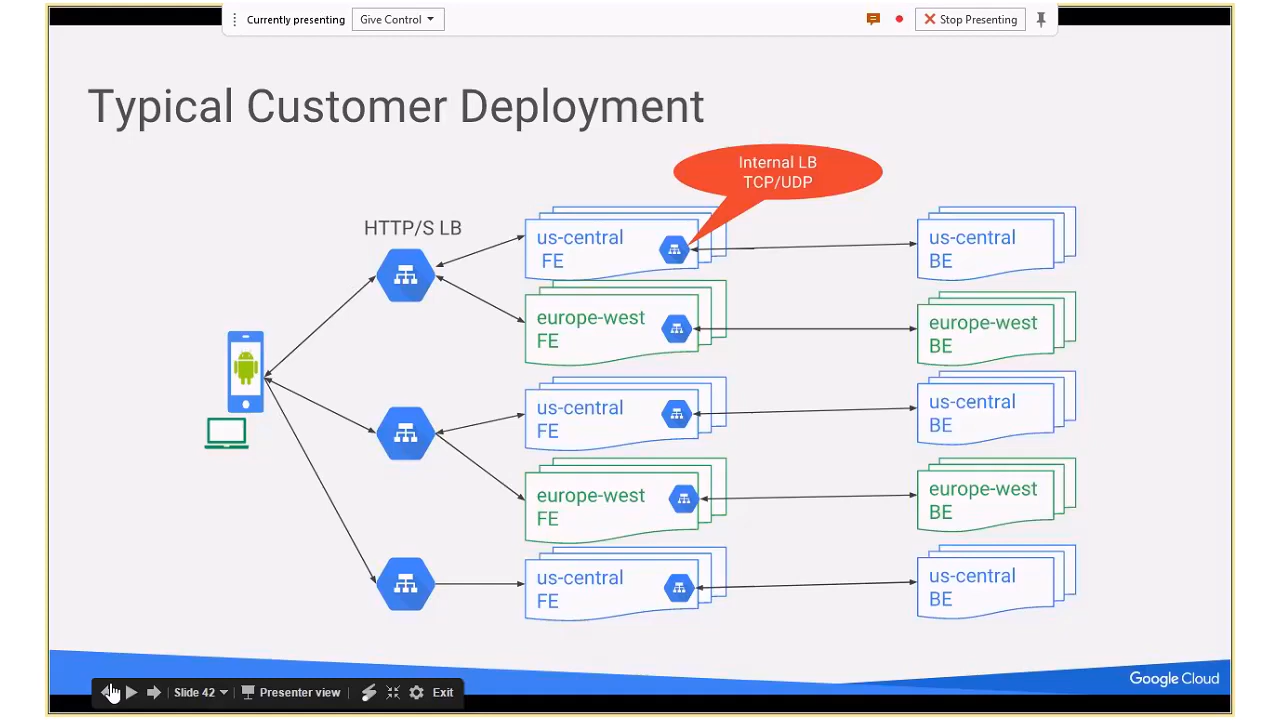 Currently presenting
Give Control
Stop Presenting
Typical Customer Deployment
Internal LB
TCP/UDP
HTTP/S LB
us-central
FE
us-central
BE
europe-west
FE
europe-west
BE
us-central
FE
us-central
BE
europe-west
FE
europe-west
BE
us-central
FE
us-central
BE
Google Cloud
Slide 42
Presenter view
Exit